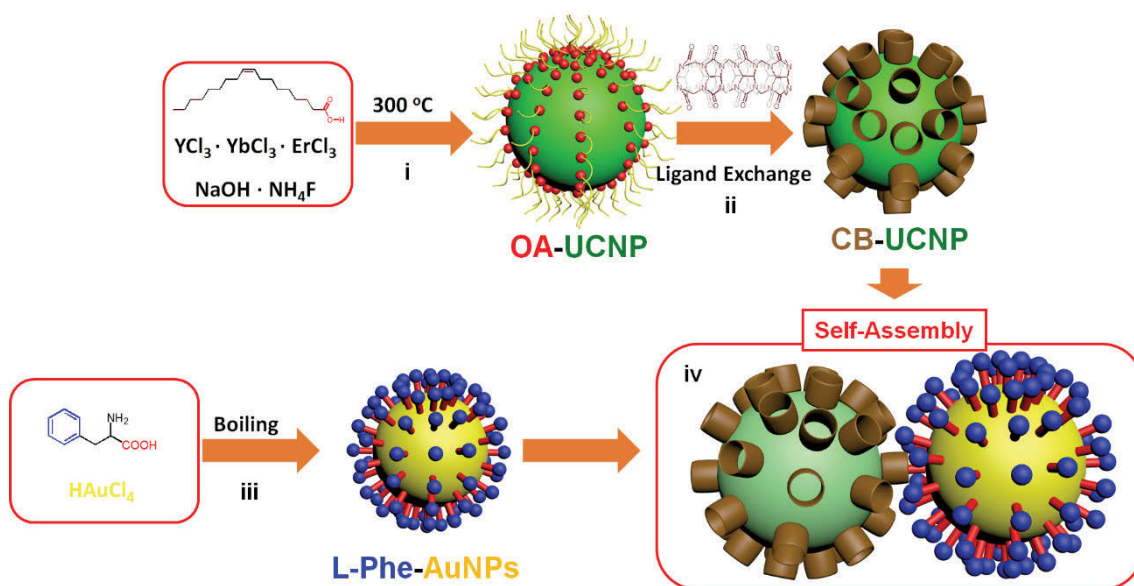 300 °C
i
YCl₃ · YbCl₃ · ErCl₃
NaOH · NH₄F
O
O-H
Ligand Exchange
ii
OA-UCNP
CB-UCNP
Self-Assembly
iv
NH₂
COOH
HAuCl₄
Boiling
iii
L-Phe-AuNPs